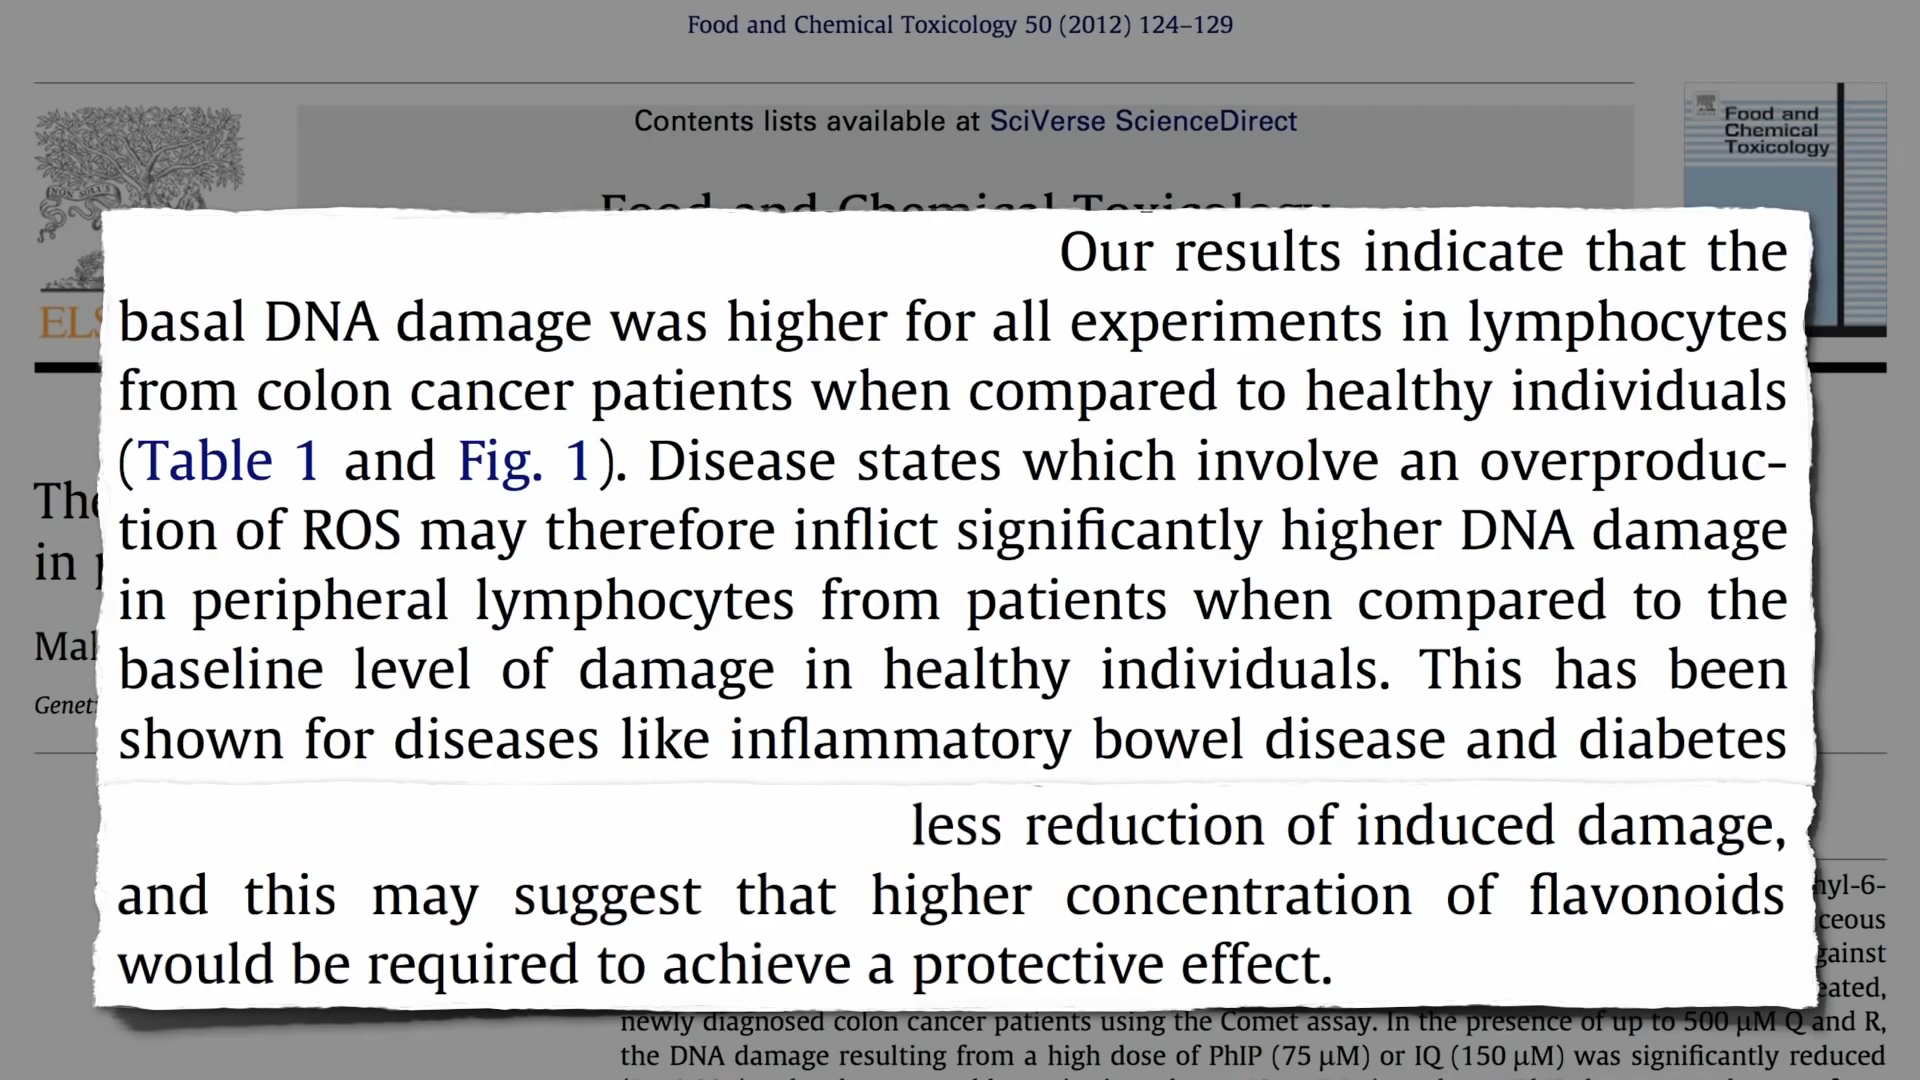 Food and Chemical Toxicology 50 (2012) 124–129
Contents lists available at SciVerse ScienceDirect
Food and
Chemical
Toxicology
Food and Chemical Toxicology
Our results indicate that the
basal DNA damage was higher for all experiments in lymphocytes
from colon cancer patients when compared to healthy individuals
(Table 1 and Fig. 1). Disease states which involve an overproduc-
tion of ROS may therefore inflict significantly higher DNA damage
in peripheral lymphocytes from patients when compared to the
baseline level of damage in healthy individuals. This has been
shown for diseases like inflammatory bowel disease and diabetes
less reduction of induced damage,
and this may suggest that higher concentration of flavonoids
would be required to achieve a protective effect.
The
in
newly diagnosed colon cancer patients using the Comet assay. In the presence of up to 500 μM Q and R,
the DNA damage resulting from a high dose of PhIP (75 μM) or IQ (150 μM) was significantly reduced